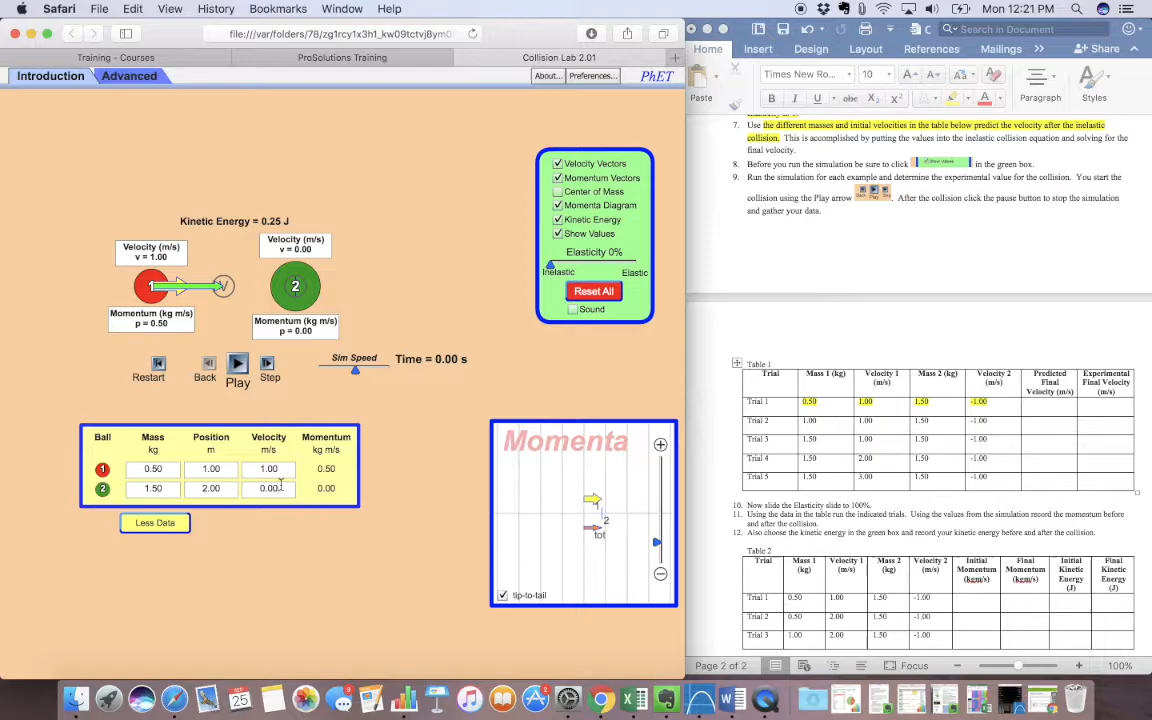 Safari File Edit View History Bookmarks Window Help
Mon 12:21 PM
file:///var/folders/78/zg1rcy1x3h1_kw09tctvj8ym00
Search in Document
Training - Courses
ProSolutions Training
Collision Lab 2.01
Home Insert Design Layout References Mailings Share
Introduction
Advanced
About...
Preferences...
PhET
Times New Ro...
10
Paste
Paragraph
Styles
Velocity Vectors
Momentum Vectors
Center of Mass
Momenta Diagram
Kinetic Energy
Show Values
Elasticity 0%
Inelastic
Elastic
Reset All
Sound
Kinetic Energy = 0.25 J
Velocity (m/s)
v = 1.00
Velocity (m/s)
v = 0.00
1
V
2
Momentum (kg m/s)
p = 0.50
Momentum (kg m/s)
p = 0.00
Restart
Back
Play
Step
Sim Speed
Time = 0.00 s
Ball Mass Position Velocity Momentum
kg m m/s kg m/s
1 0.50 1.00 1.00 0.50
2 1.50 2.00 0.00 0.00
Less Data
Momenta
1
2
tot
tip-to-tail
7. Use the different masses and initial velocities in the table below predict the velocity after the inelastic
collision. This is accomplished by putting the values into the inelastic collision equation and solving for the
final velocity.
8. Before you run the simulation be sure to click Show Values in the green box.
9. Run the simulation for each example and determine the experimental value for the collision. You start the
collision using the Play arrow Back Play Step . After the collision click the pause button to stop the simulation
and gather your data.
Table 1
Trial Mass 1 (kg) Velocity 1 (m/s) Mass 2 (kg) Velocity 2 (m/s) Predicted Final Velocity (m/s) Experimental Final Velocity (m/s)
Trial 1 0.50 1.00 1.50 -1.00
Trial 2 1.00 1.00 1.50 -1.00
Trial 3 1.50 1.00 1.50 -1.00
Trial 4 1.50 2.00 1.50 -1.00
Trial 5 1.50 3.00 1.50 -1.00
10. Now slide the Elasticity slide to 100%.
11. Using the data in the table run the indicated trials. Using the values from the simulation record the momentum before
and after the collision.
12. Also choose the kinetic energy in the green box and record your kinetic energy before and after the collision.
Table 2
Trial Mass 1 (kg) Velocity 1 (m/s) Mass 2 (kg) Velocity 2 (m/s) Initial Momentum (kgm/s) Final Momentum (kgm/s) Initial Kinetic Energy (J) Final Kinetic Energy (J)
Trial 1 0.50 1.00 1.50 -1.00
Trial 2 0.50 2.00 1.50 -1.00
Trial 3 1.00 2.00 1.50 -1.00
Page 2 of 2
Focus
100%